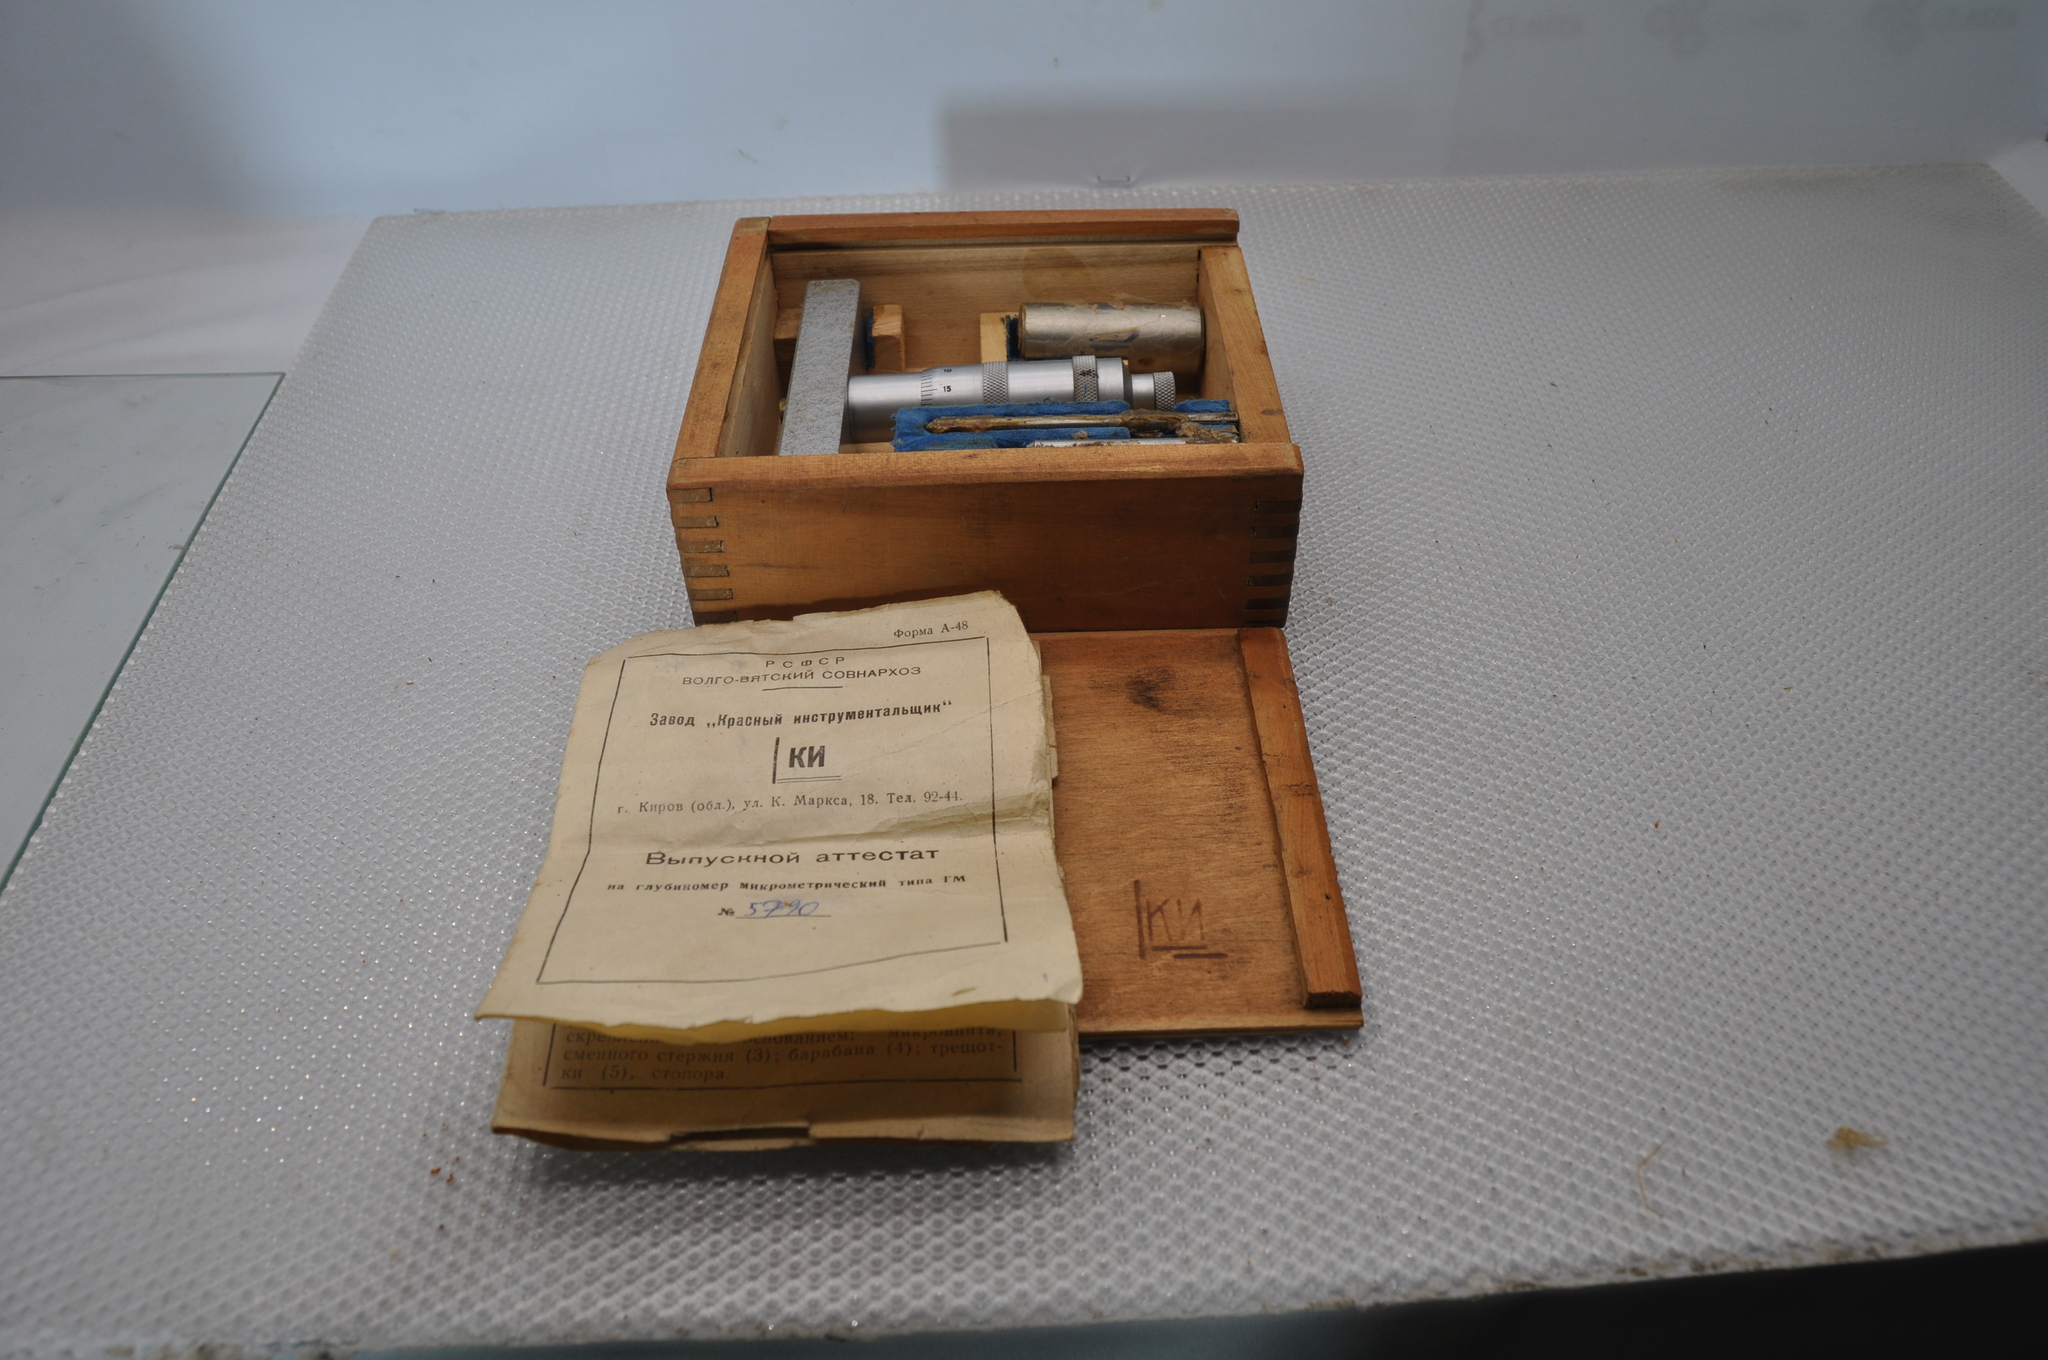 15
Форма А-48
РСФСР
ВОЛГО-ВЯТСКИЙ СОВНАРХОЗ
Завод „Красный инструментальщик“
КИ
г. Киров (обл.), ул. К. Маркса, 18. Тел. 92-44.
Выпускной аттестат
на глубиномер микрометрический типа ГМ
№ 5790
основанием: микровинта,
сменного стержня (3); барабана (4); трещот-
ки (5), стопора.
КИ